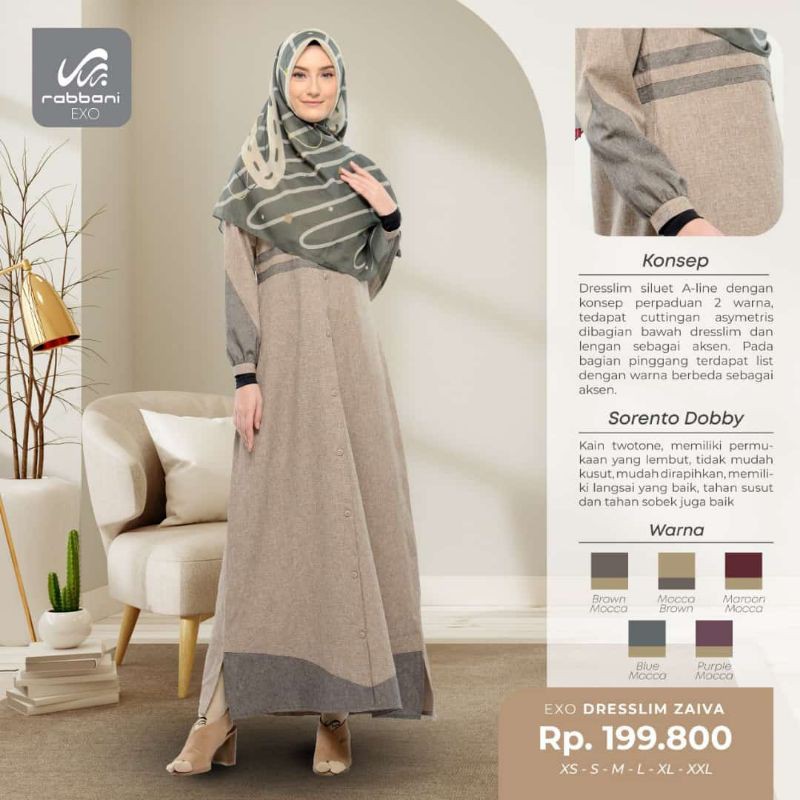 rabbani
EXO
Konsep
Dresslim siluet A-line dengan
konsep perpaduan 2 warna,
tedapat cuttingan asymetris
dibagian bawah dresslim dan
lengan sebagai aksen. Pada
bagian pinggang terdapat list
dengan warna berbeda sebagai
aksen.
Sorento Dobby
Kain twotone, memiliki permu-
kaan yang lembut, tidak mudah
kusut, mudah dirapihkan, memili-
ki langsai yang baik, tahan susut
dan tahan sobek juga baik
Warna
Brown
Mocca
Mocca
Brown
Maroon
Mocca
Blue
Mocca
Purple
Mocca
EXO DRESSLIM ZAIVA
Rp. 199.800
XS - S - M - L - XL - XXL